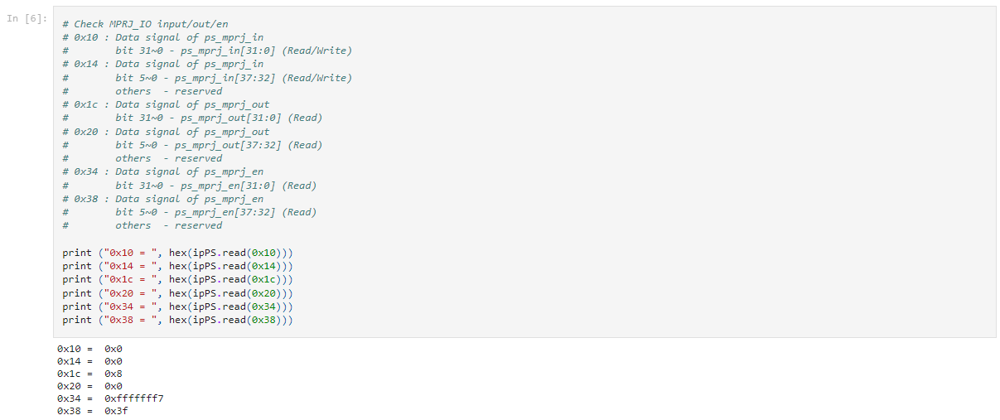 In [6]:
# Check MPRJ_IO input/out/en
# 0x10 : Data signal of ps_mprj_in
#        bit 31~0 - ps_mprj_in[31:0] (Read/Write)
# 0x14 : Data signal of ps_mprj_in
#        bit 5~0 - ps_mprj_in[37:32] (Read/Write)
#        others  - reserved
# 0x1c : Data signal of ps_mprj_out
#        bit 31~0 - ps_mprj_out[31:0] (Read)
# 0x20 : Data signal of ps_mprj_out
#        bit 5~0 - ps_mprj_out[37:32] (Read)
#        others  - reserved
# 0x34 : Data signal of ps_mprj_en
#        bit 31~0 - ps_mprj_en[31:0] (Read)
# 0x38 : Data signal of ps_mprj_en
#        bit 5~0 - ps_mprj_en[37:32] (Read)
#        others  - reserved
print ("0x10 = ", hex(ipPS.read(0x10)))
print ("0x14 = ", hex(ipPS.read(0x14)))
print ("0x1c = ", hex(ipPS.read(0x1c)))
print ("0x20 = ", hex(ipPS.read(0x20)))
print ("0x34 = ", hex(ipPS.read(0x34)))
print ("0x38 = ", hex(ipPS.read(0x38)))
0x10 =  0x0
0x14 =  0x0
0x1c =  0x8
0x20 =  0x0
0x34 =  0xfffffff7
0x38 =  0x3f